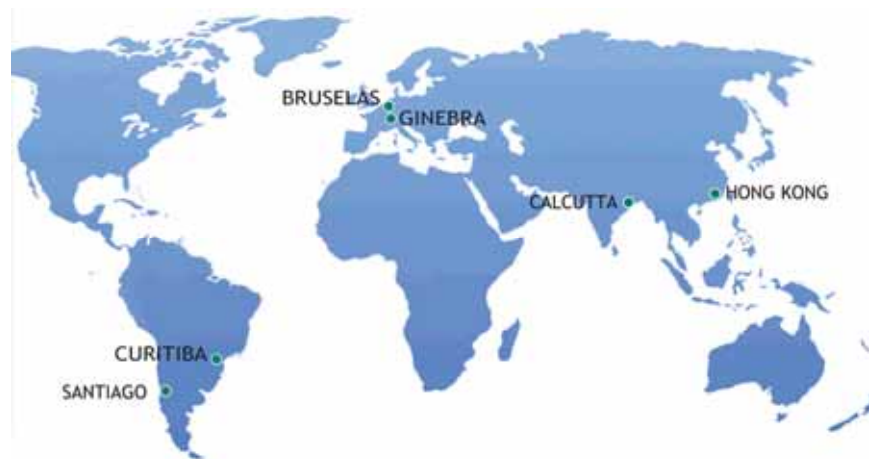 BRUSELAS
GINEBRA
CALCUTTA
HONG KONG
CURITIBA
SANTIAGO